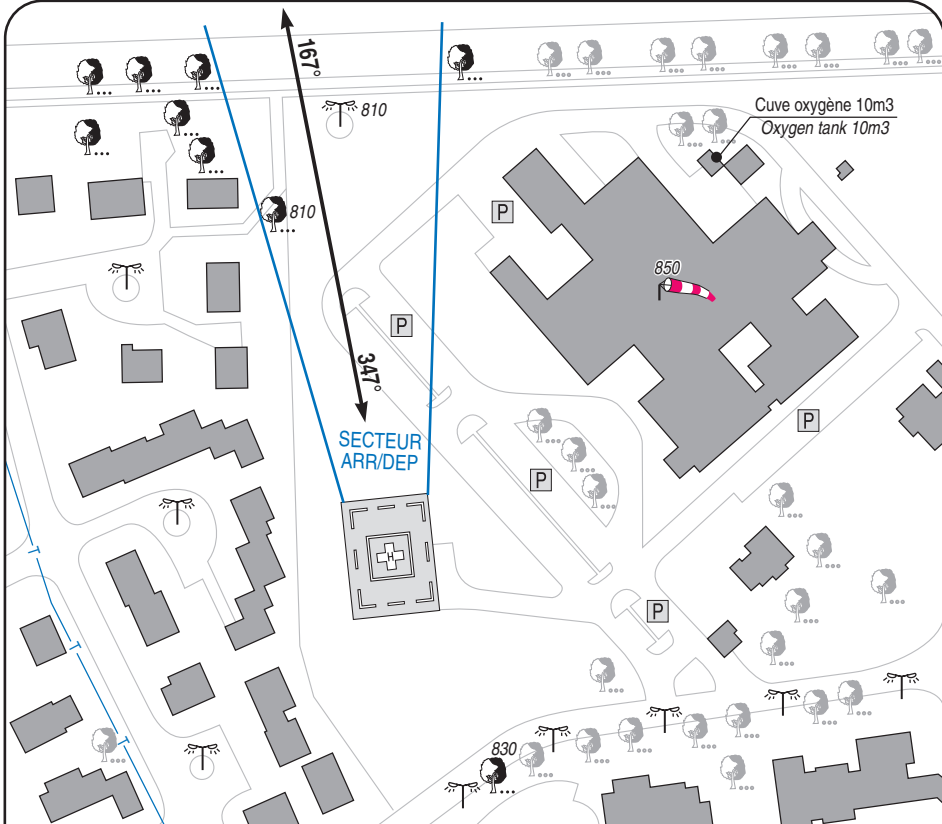 167°
810
Cuve oxygène 10m3
Oxygen tank 10m3
810
P
850
P
347°
P
SECTEUR
ARR/DEP
P
H
P
830